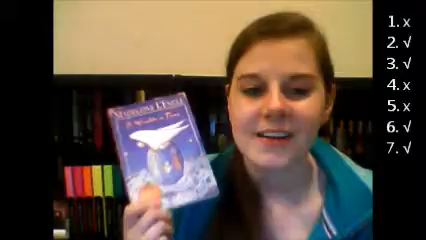 MADELEINE L'ENGLE
A Wrinkle in Time
1. x
2. √
3. √
4. x
5. x
6. √
7. √